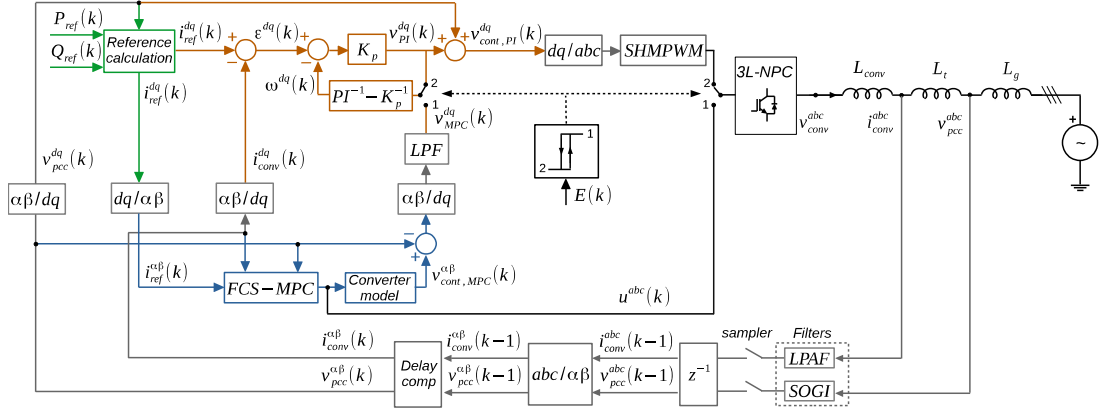 P_ref(k)
Q_ref(k)
Reference calculation
i_ref^dq(k)
i_ref^dq(k)
+
−
ε^dq(k)
+
−
K_p
v_PI^dq(k)
+
+
v_cont,PI^dq(k)
dq/abc
SHMPWM
2
1
3L-NPC
L_conv
L_t
L_g
v_conv^abc
i_conv^abc
v_pcc^abc
+
~
ω^dq(k)
PI^−1−K_p^−1
2
1
v_MPC^dq(k)
LPF
1
2
E(k)
v_pcc^dq(k)
i_conv^dq(k)
αβ/dq
dq/αβ
αβ/dq
αβ/dq
−
+
i_ref^αβ(k)
FCS−MPC
Converter model
v_cont,MPC^αβ(k)
u^abc(k)
i_conv^αβ(k)
v_pcc^αβ(k)
Delay comp
i_conv^αβ(k−1)
v_pcc^αβ(k−1)
abc/αβ
i_conv^abc(k−1)
v_pcc^abc(k−1)
z^−1
sampler
Filters
LPAF
SOGI